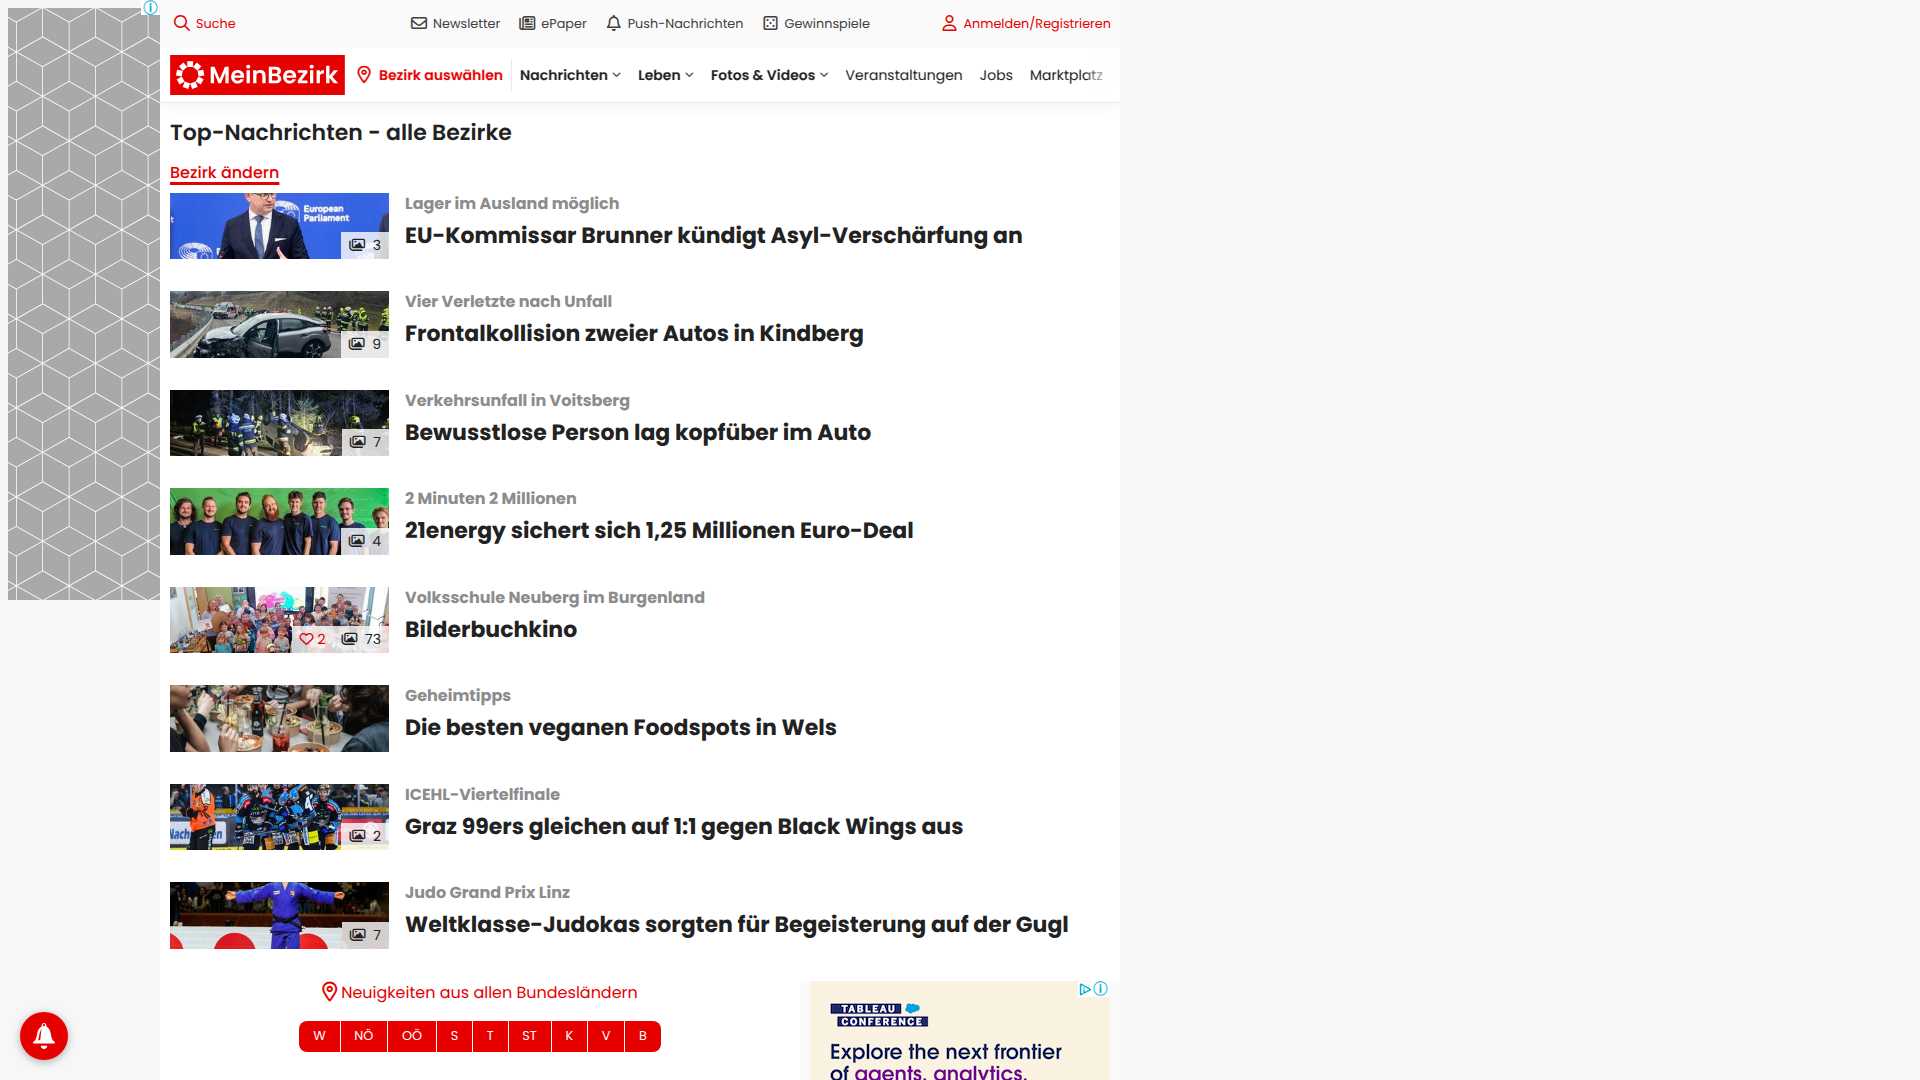 Suche
Newsletter
ePaper
Push-Nachrichten
Gewinnspiele
Anmelden/Registrieren
MeinBezirk
Bezirk auswählen
Nachrichten
Leben
Fotos & Videos
Veranstaltungen
Jobs
Marktplatz
Top-Nachrichten - alle Bezirke
Bezirk ändern
European
Parliament
3
Lager im Ausland möglich
EU-Kommissar Brunner kündigt Asyl-Verschärfung an
9
Vier Verletzte nach Unfall
Frontalkollision zweier Autos in Kindberg
7
Verkehrsunfall in Voitsberg
Bewusstlose Person lag kopfüber im Auto
4
2 Minuten 2 Millionen
21energy sichert sich 1,25 Millionen Euro-Deal
2 73
Volksschule Neuberg im Burgenland
Bilderbuchkino
Geheimtipps
Die besten veganen Foodspots in Wels
2
ICEHL-Viertelfinale
Graz 99ers gleichen auf 1:1 gegen Black Wings aus
7
Judo Grand Prix Linz
Weltklasse-Judokas sorgten für Begeisterung auf der Gugl
Neuigkeiten aus allen Bundesländern
W NÖ OÖ S T ST K V B
TABLEAU
CONFERENCE
Explore the next frontier
of agents, analytics,